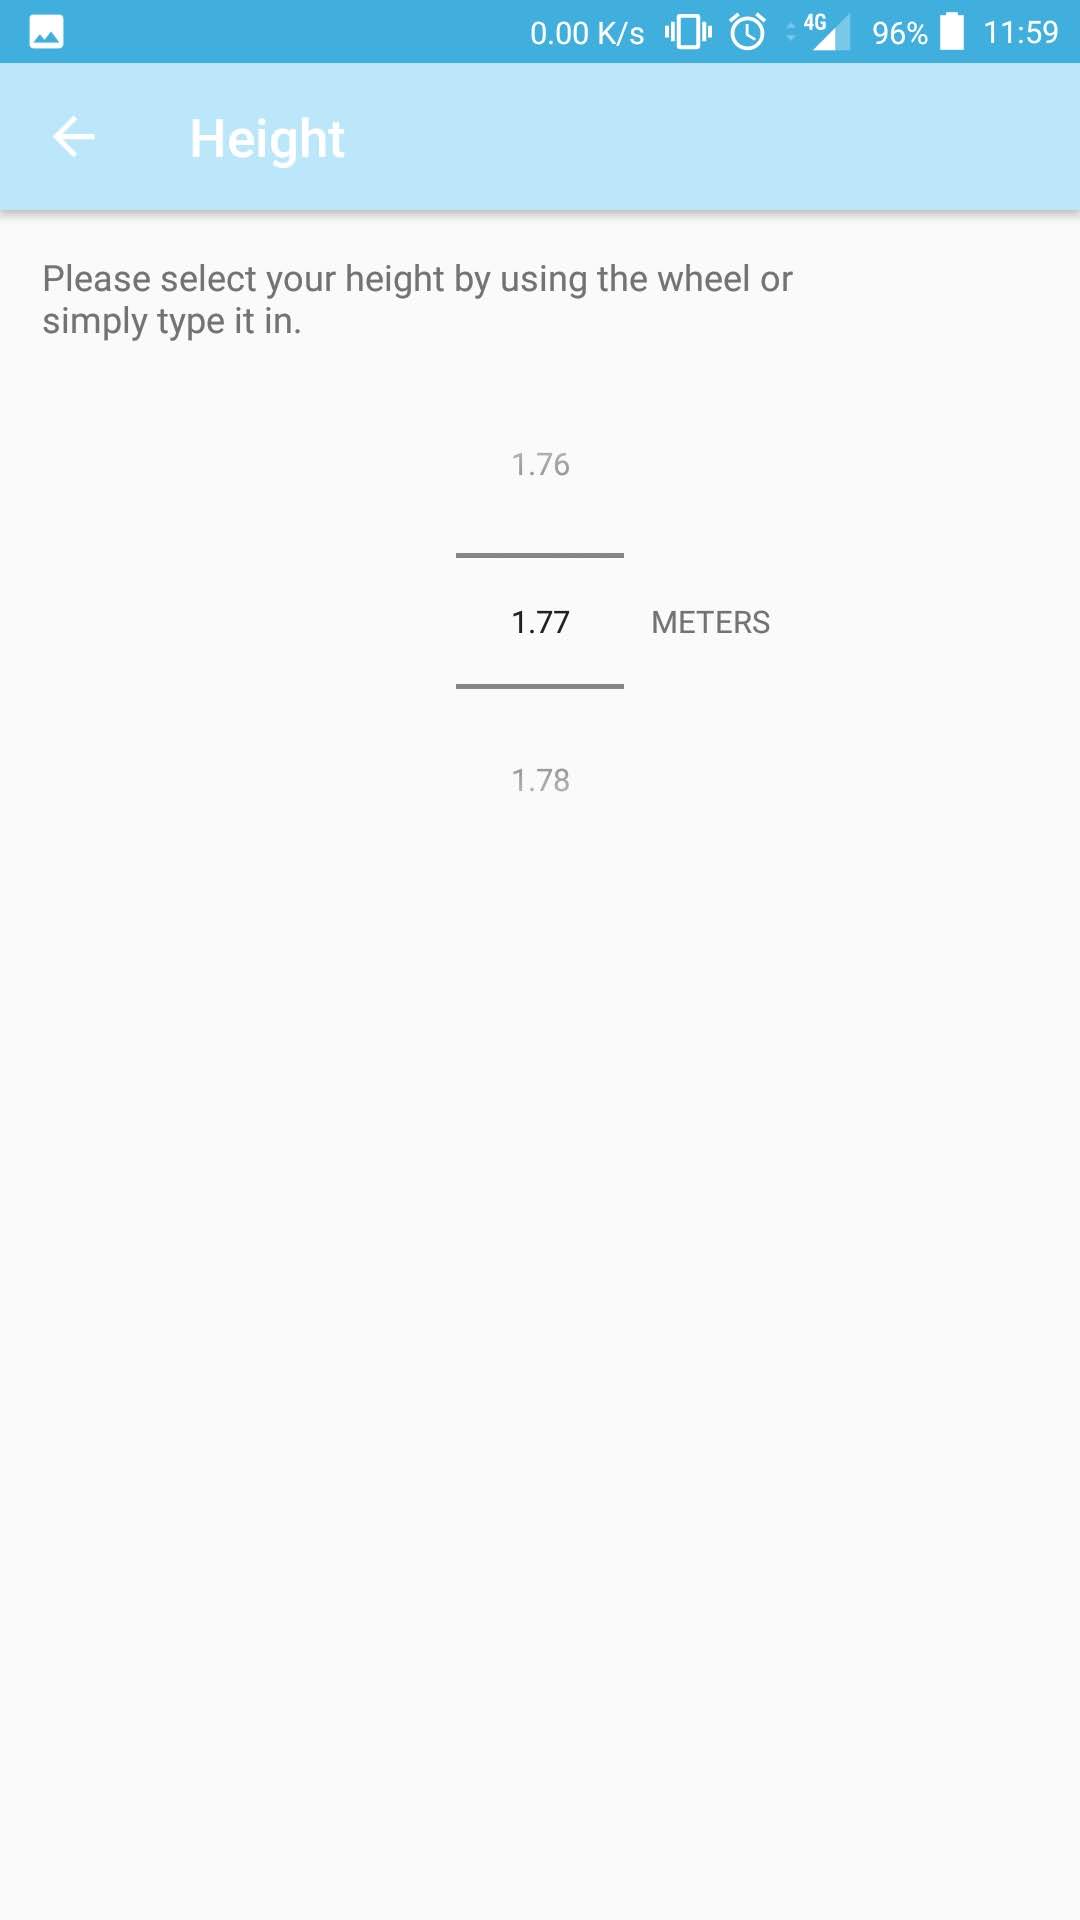 0.00 K/s 4G 96% 11:59
Height
Please select your height by using the wheel or
simply type it in.
1.76
1.77 METERS
1.78